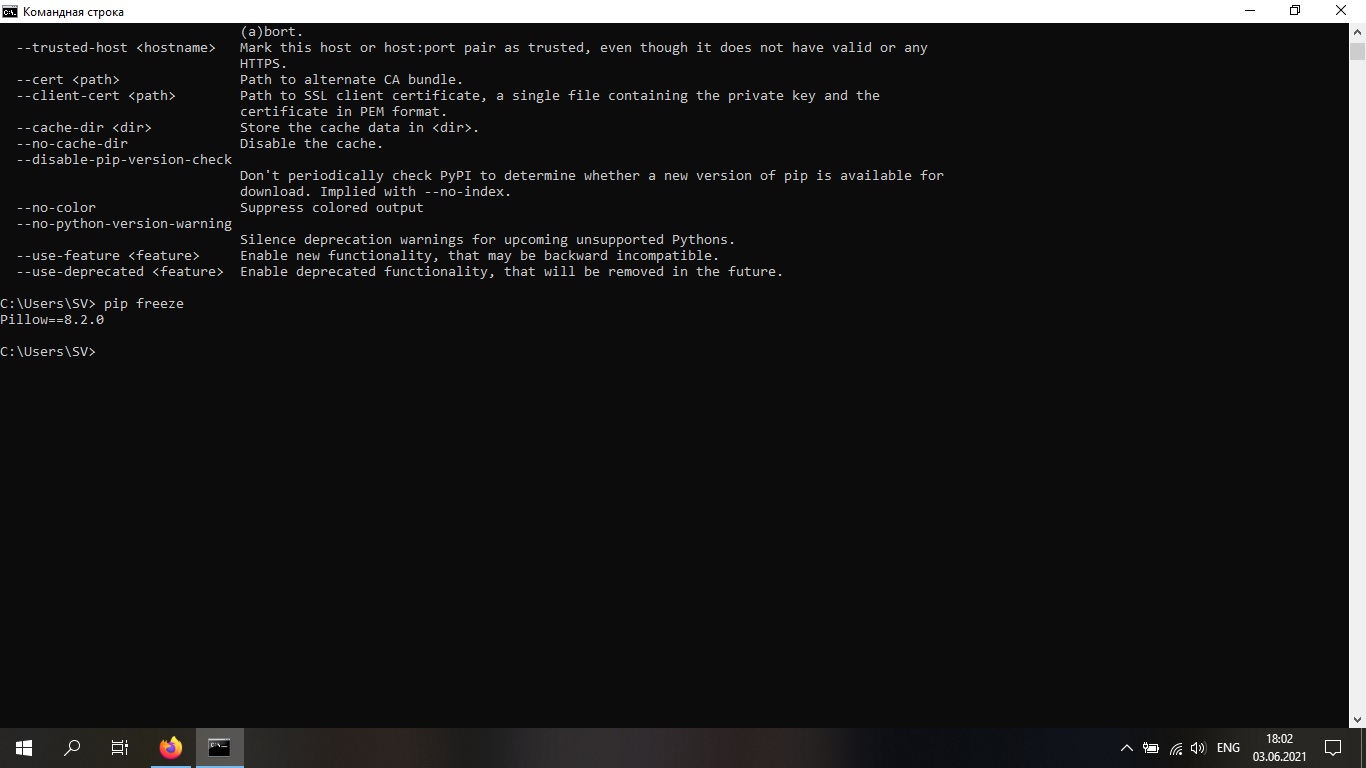 Командная строка
(a)bort.
--trusted-host <hostname> Mark this host or host:port pair as trusted, even though it does not have valid or any
HTTPS.
--cert <path> Path to alternate CA bundle.
--client-cert <path> Path to SSL client certificate, a single file containing the private key and the
certificate in PEM format.
--cache-dir <dir> Store the cache data in <dir>.
--no-cache-dir Disable the cache.
--disable-pip-version-check
Don't periodically check PyPI to determine whether a new version of pip is available for
download. Implied with --no-index.
--no-color Suppress colored output
--no-python-version-warning
Silence deprecation warnings for upcoming unsupported Pythons.
--use-feature <feature> Enable new functionality, that may be backward incompatible.
--use-deprecated <feature> Enable deprecated functionality, that will be removed in the future.
C:\Users\SV> pip freeze
Pillow==8.2.0
C:\Users\SV>
ENG
18:02
03.06.2021